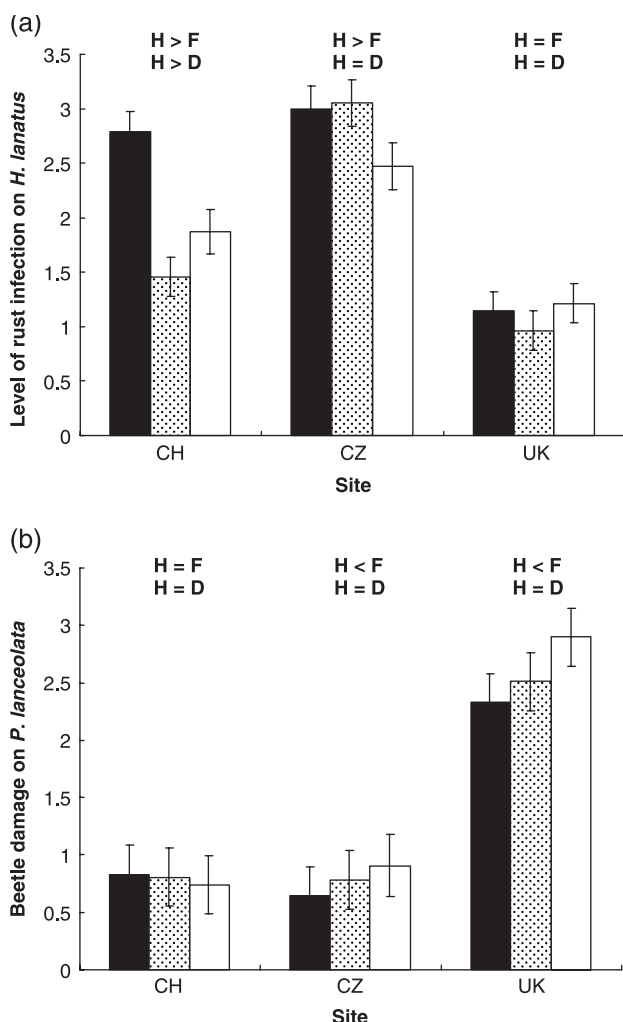 (a)
H > F H > F H = F
H > D H = D H = D
3.5
3
2.5
2
1.5
1
0.5
0
Level of rust infection on H. lanatus
CH CZ UK
Site
(b)
H = F H < F H < F
H = D H = D H = D
3.5
3
2.5
2
1.5
1
0.5
0
Beetle damage on P. lanceolata
CH CZ UK
Site